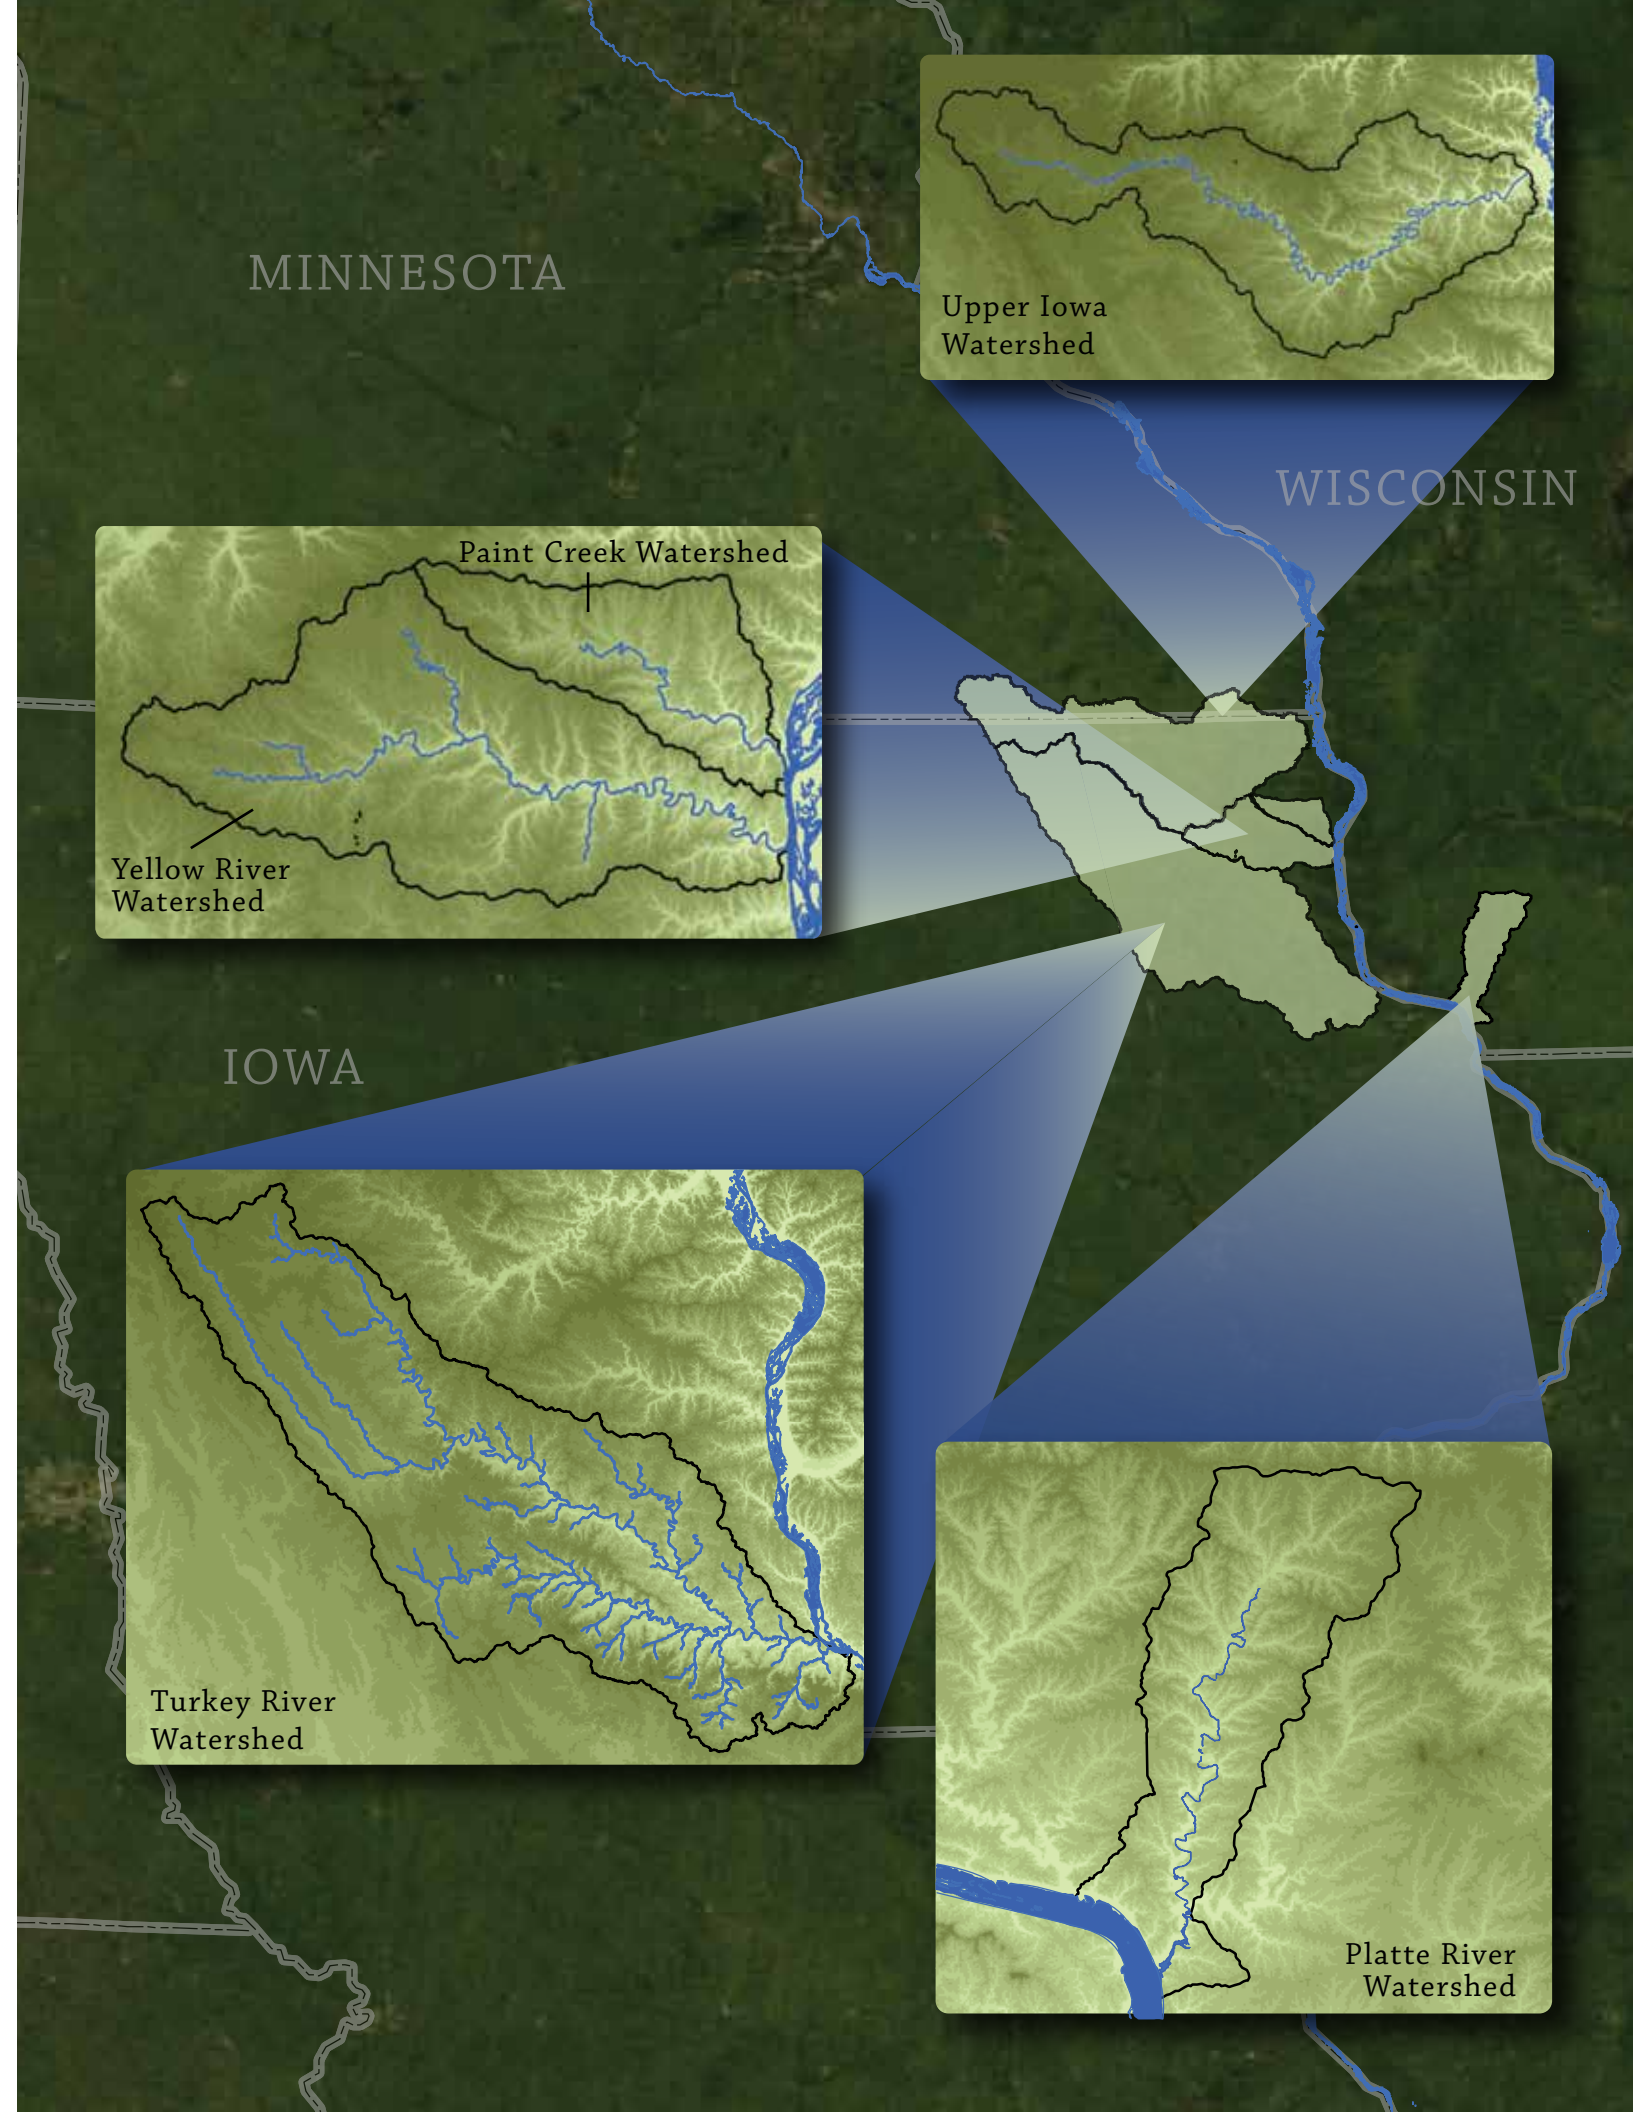 MINNESOTA
Upper Iowa
Watershed
WISCONSIN
Paint Creek Watershed
Yellow River
Watershed
IOWA
Turkey River
Watershed
Platte River
Watershed